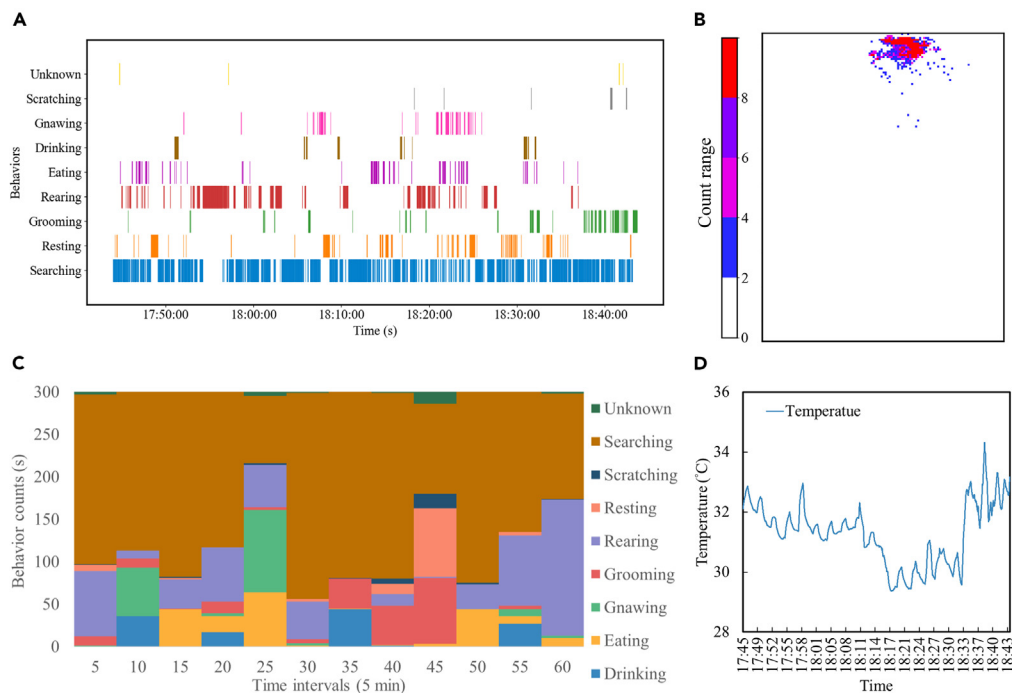 A
Behaviors
Unknown
Scratching
Gnawing
Drinking
Eating
Rearing
Grooming
Resting
Searching
17:50:00 18:00:00 18:10:00 18:20:00 18:30:00 18:40:00
Time (s)
B
Count range
8
6
4
2
0
C
Behavior counts (s)
300
250
200
150
100
50
0
5 10 15 20 25 30 35 40 45 50 55 60
Time intervals (5 min)
Unknown
Searching
Scratching
Resting
Rearing
Grooming
Gnawing
Eating
Drinking
D
Temperatue
Temperature (°C)
36
34
32
30
28
17:45 17:49 17:52 17:55 17:58 18:01 18:05 18:08 18:11 18:14 18:17 18:21 18:24 18:27 18:30 18:33 18:37 18:40 18:43
Time